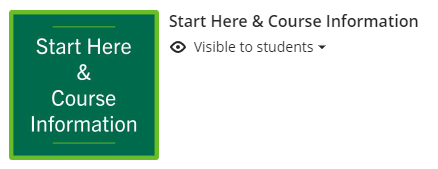 Start Here
&
Course
Information
Start Here & Course Information
Visible to students